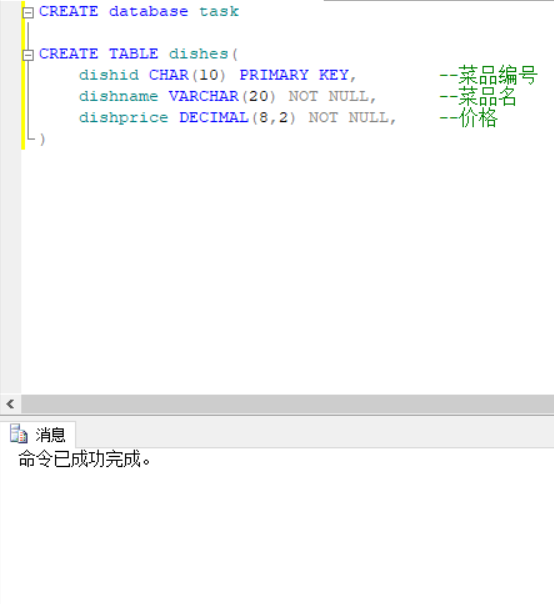 CREATE database task
CREATE TABLE dishes(
dishid CHAR(10) PRIMARY KEY, --菜品编号
dishname VARCHAR(20) NOT NULL, --菜品名
dishprice DECIMAL(8,2) NOT NULL, --价格
)
消息
命令已成功完成。